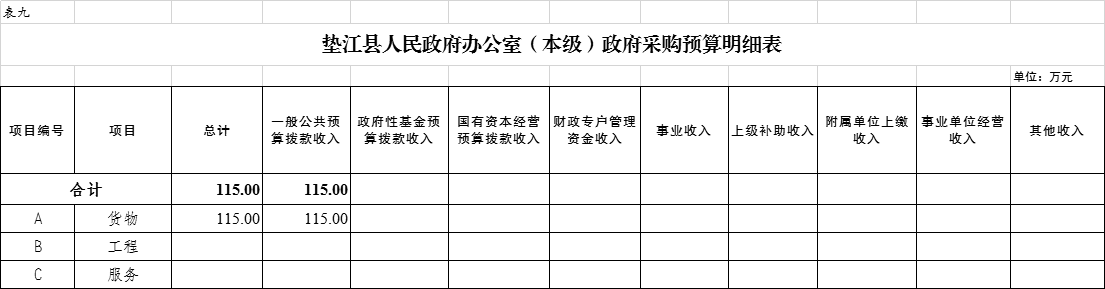 表九
垫江县人民政府办公室（本级）政府采购预算明细表
单位：万元
项目编号 项目 总计 一般公共预算拨款收入 政府性基金预算拨款收入 国有资本经营预算拨款收入 财政专户管理资金收入 事业收入 上级补助收入 附属单位上缴收入 事业单位经营收入 其他收入
合计 115.00 115.00
A 货物 115.00 115.00
B 工程
C 服务